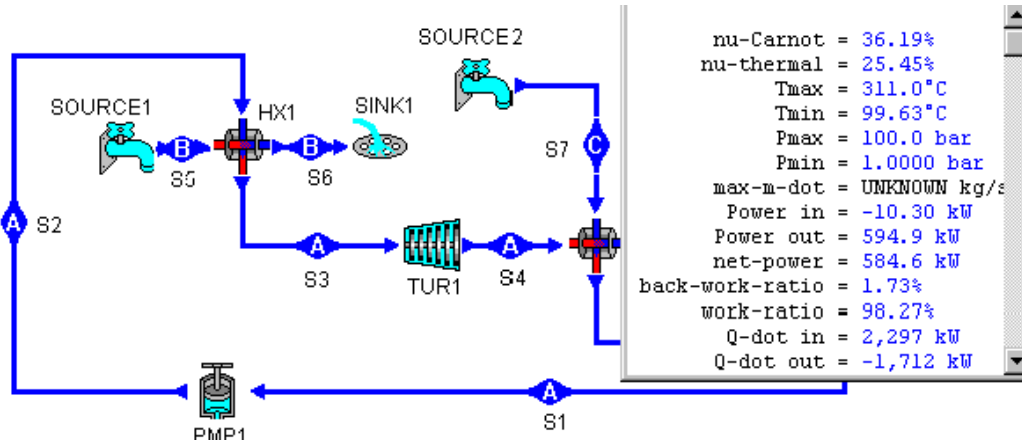 SOURCE2
SOURCE1
HX1
SINK1
B
B
S5
S6
S7
C
A
S2
A
S3
TUR1
A
S4
A
S1
PMP1
nu-Carnot = 36.19%
nu-thermal = 25.45%
Tmax = 311.0°C
Tmin = 99.63°C
Pmax = 100.0 bar
Pmin = 1.0000 bar
max-m-dot = UNKNOWN kg/s
Power in = -10.30 kW
Power out = 594.9 kW
net-power = 584.6 kW
back-work-ratio = 1.73%
work-ratio = 98.27%
Q-dot in = 2,297 kW
Q-dot out = -1,712 kW